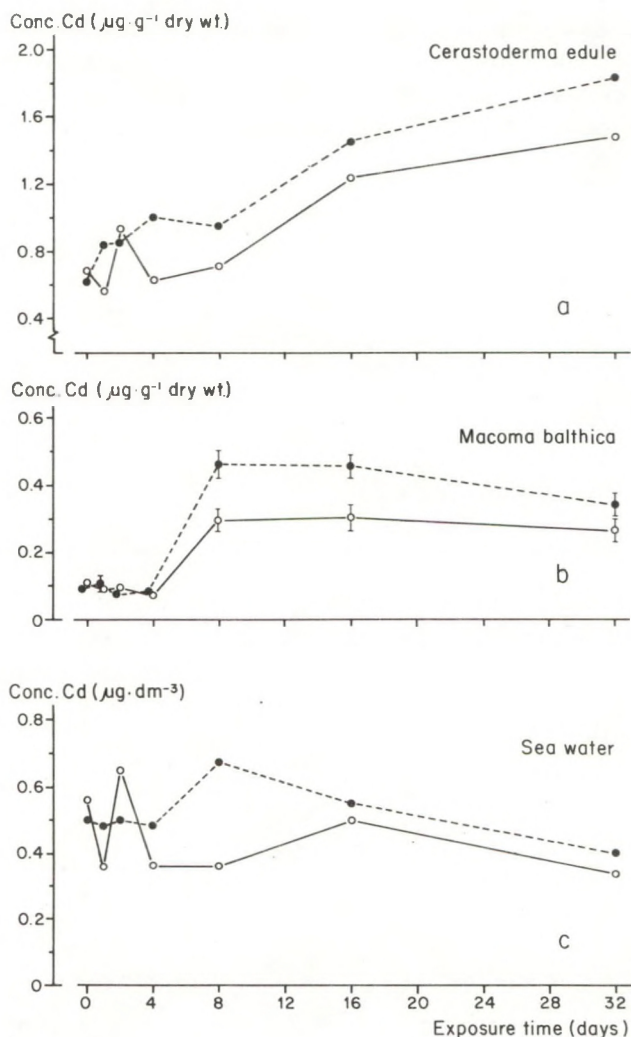 Conc. Cd (µg·g⁻¹ dry wt.)
2.0
Cerastoderma edule
1.6
1.2
0.8
0.4
a
Conc. Cd (µg·g⁻¹ dry wt.)
0.6
Macoma balthica
0.4
0.2
b
0
Conc. Cd (µg·dm⁻³)
0.8
Sea water
0.6
0.4
0.2
c
0
0 4 8 12 16 20 24 28 32
Exposure time (days)